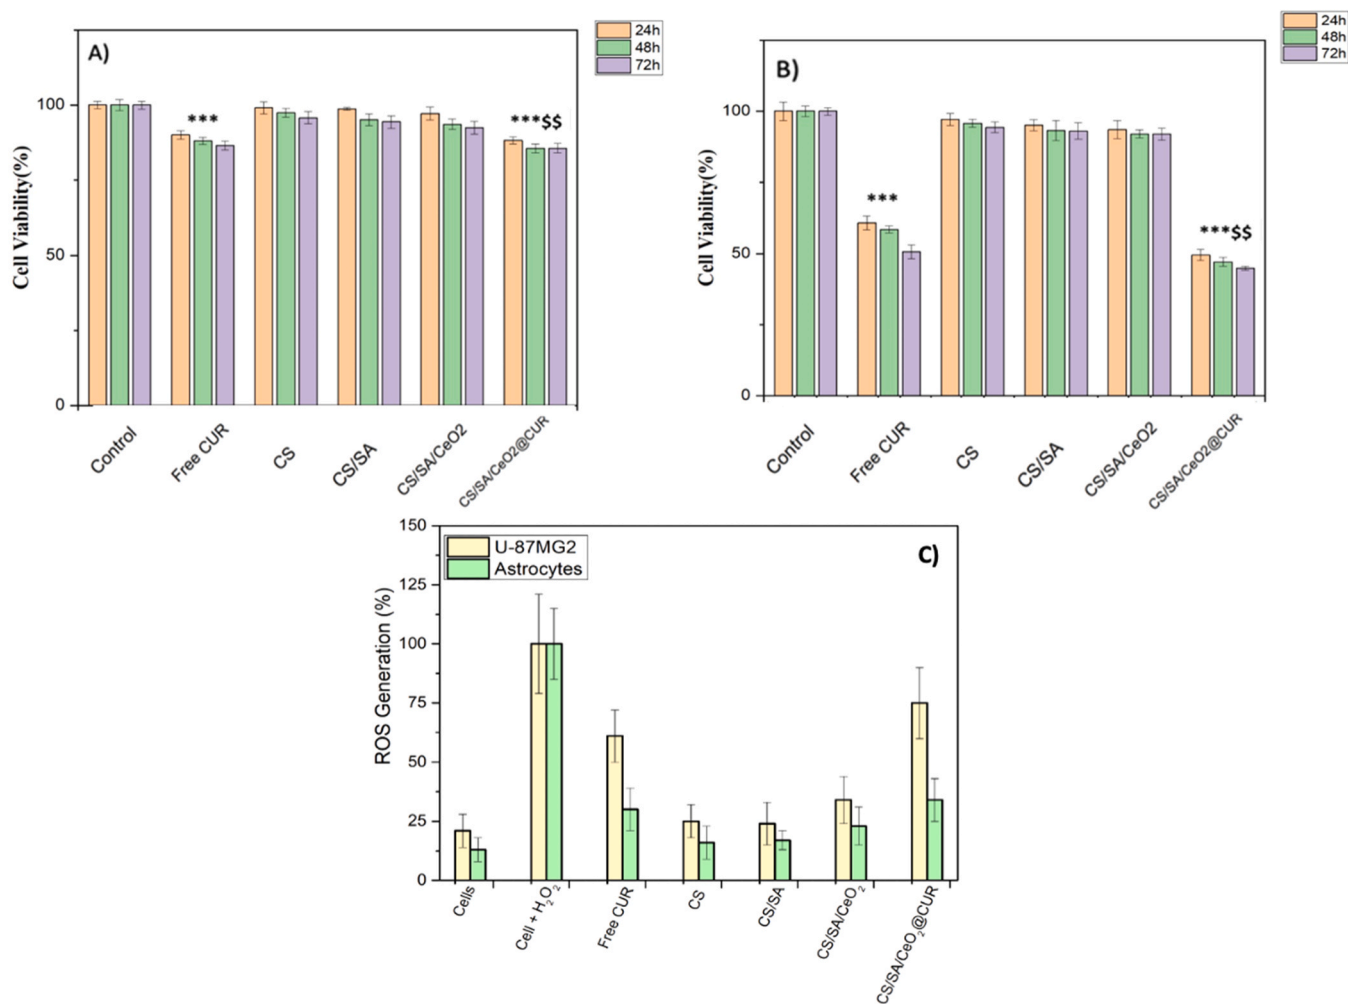 A)
24h
48h
72h
Cell Viability(%)
100
50
0
***
***$$
Control
Free CUR
CS
CS/SA
CS/SA/CeO2
CS/SA/CeO2@CUR
B)
24h
48h
72h
Cell Viability(%)
100
50
0
***
***$$
Control
Free CUR
CS
CS/SA
CS/SA/CeO2
CS/SA/CeO2@CUR
C)
U-87MG2
Astrocytes
ROS Generation (%)
150
125
100
75
50
25
0
Cells
Cell + H₂O₂
Free CUR
CS
CS/SA
CS/SA/CeO₂
CS/SA/CeO₂@CUR